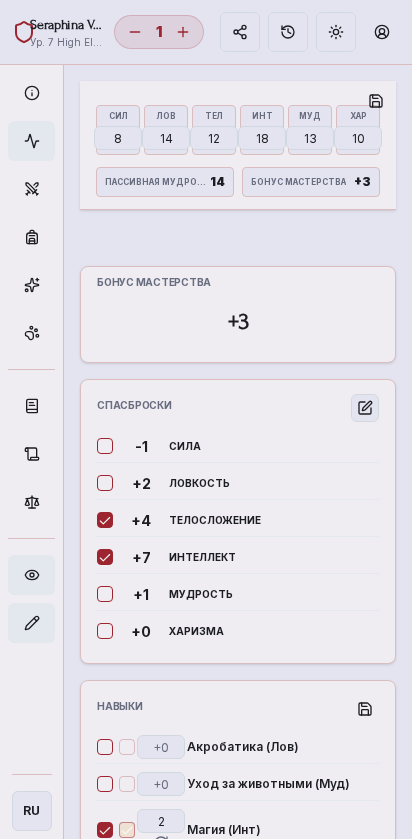 Seraphina V...
Ур. 7 High El...
1
СИЛ ЛОВ ТЕЛ ИНТ МУД ХАР
8 14 12 18 13 10
ПАССИВНАЯ МУДРО... 14 БОНУС МАСТЕРСТВА +3
БОНУС МАСТЕРСТВА
+3
СПАСБРОСКИ
-1 СИЛА
+2 ЛОВКОСТЬ
+4 ТЕЛОСЛОЖЕНИЕ
+7 ИНТЕЛЛЕКТ
+1 МУДРОСТЬ
+0 ХАРИЗМА
НАВЫКИ
+0 Акробатика (Лов)
+0 Уход за животными (Муд)
2 Магия (Инт)
RU